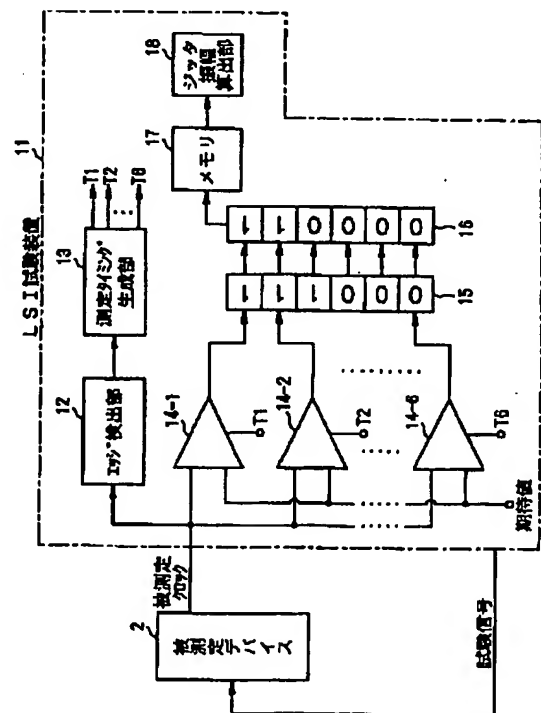 LSI試験装置
11
12
エッジ検出部
13
測定タイミング
生成部
T1
T2
⋮
T6
18
ジッタ
振幅
算出部
17
メモリ
14-1
T1
14-2
T2
14-6
T6
15
1
1
1
0
0
0
16
1
1
0
0
0
0
期待値
被測定
クロック
2
被測定デバイス
試験信号